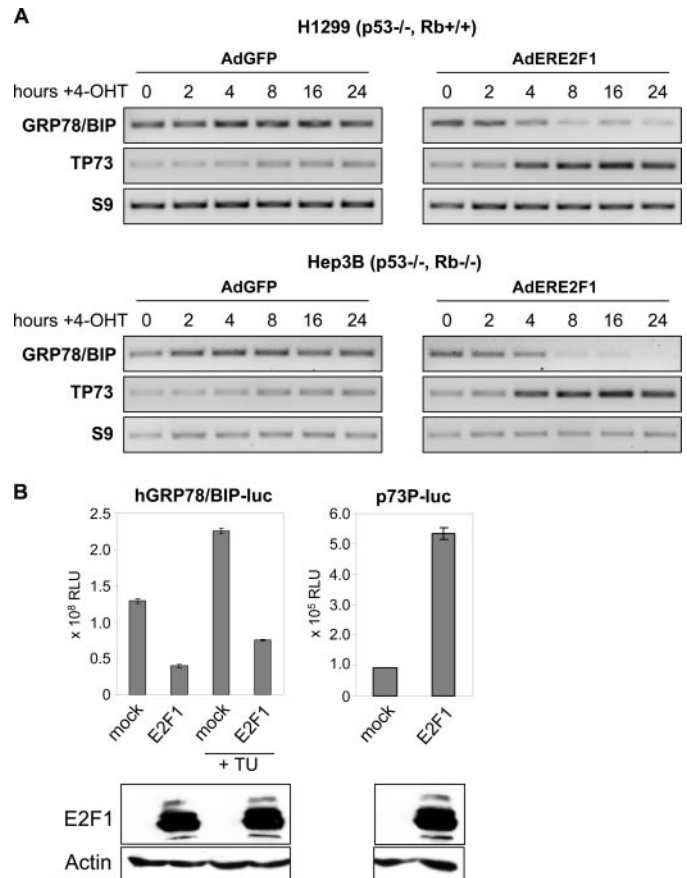 A
H1299 (p53-/-, Rb+/+)
AdGFP AdERE2F1
hours +4-OHT 0 2 4 8 16 24 0 2 4 8 16 24
GRP78/BIP
TP73
S9
Hep3B (p53-/-, Rb-/-)
AdGFP AdERE2F1
hours +4-OHT 0 2 4 8 16 24 0 2 4 8 16 24
GRP78/BIP
TP73
S9
B
hGRP78/BIP-luc p73P-luc
x 10⁸ RLU
2.5
2.0
1.5
1.0
0.5
0
mock E2F1 mock E2F1
+ TU
x 10⁵ RLU
6.0
5.0
4.0
3.0
2.0
1.0
0
mock E2F1
E2F1
Actin